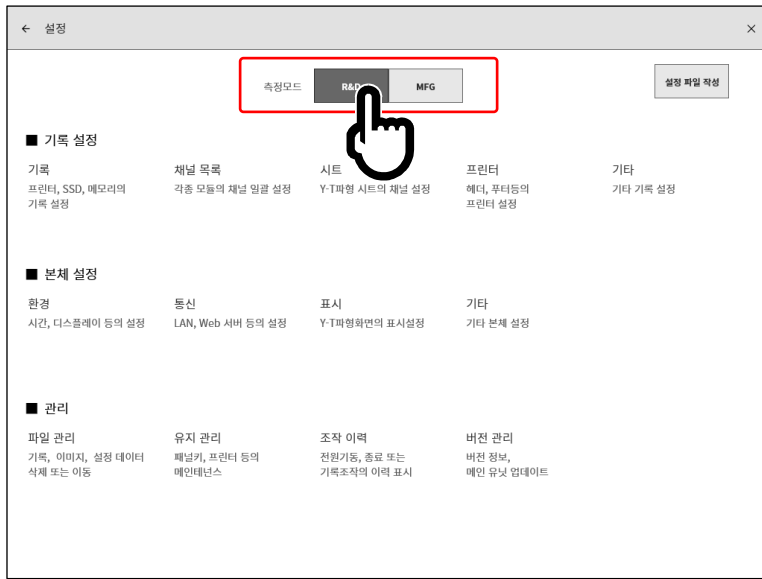 ← 설정 ×
측정모드 R&D MFG 설정 파일 작성
■ 기록 설정
기록 채널 목록 시트 프린터 기타
프린터, SSD, 메모리의 각종 모듈의 채널 일괄 설정 Y-T파형 시트의 채널 설정 헤더, 푸터등의 기타 기록 설정
기록 설정 프린터 설정
■ 본체 설정
환경 통신 표시 기타
시간, 디스플레이 등의 설정 LAN, Web 서버 등의 설정 Y-T파형화면의 표시설정 기타 본체 설정
■ 관리
파일 관리 유지 관리 조작 이력 버전 관리
기록, 이미지, 설정 데이터 패널키, 프린터 등의 전원기동, 종료 또는 버전 정보,
삭제 또는 이동 메인테넌스 기록조작의 이력 표시 메인 유닛 업데이트